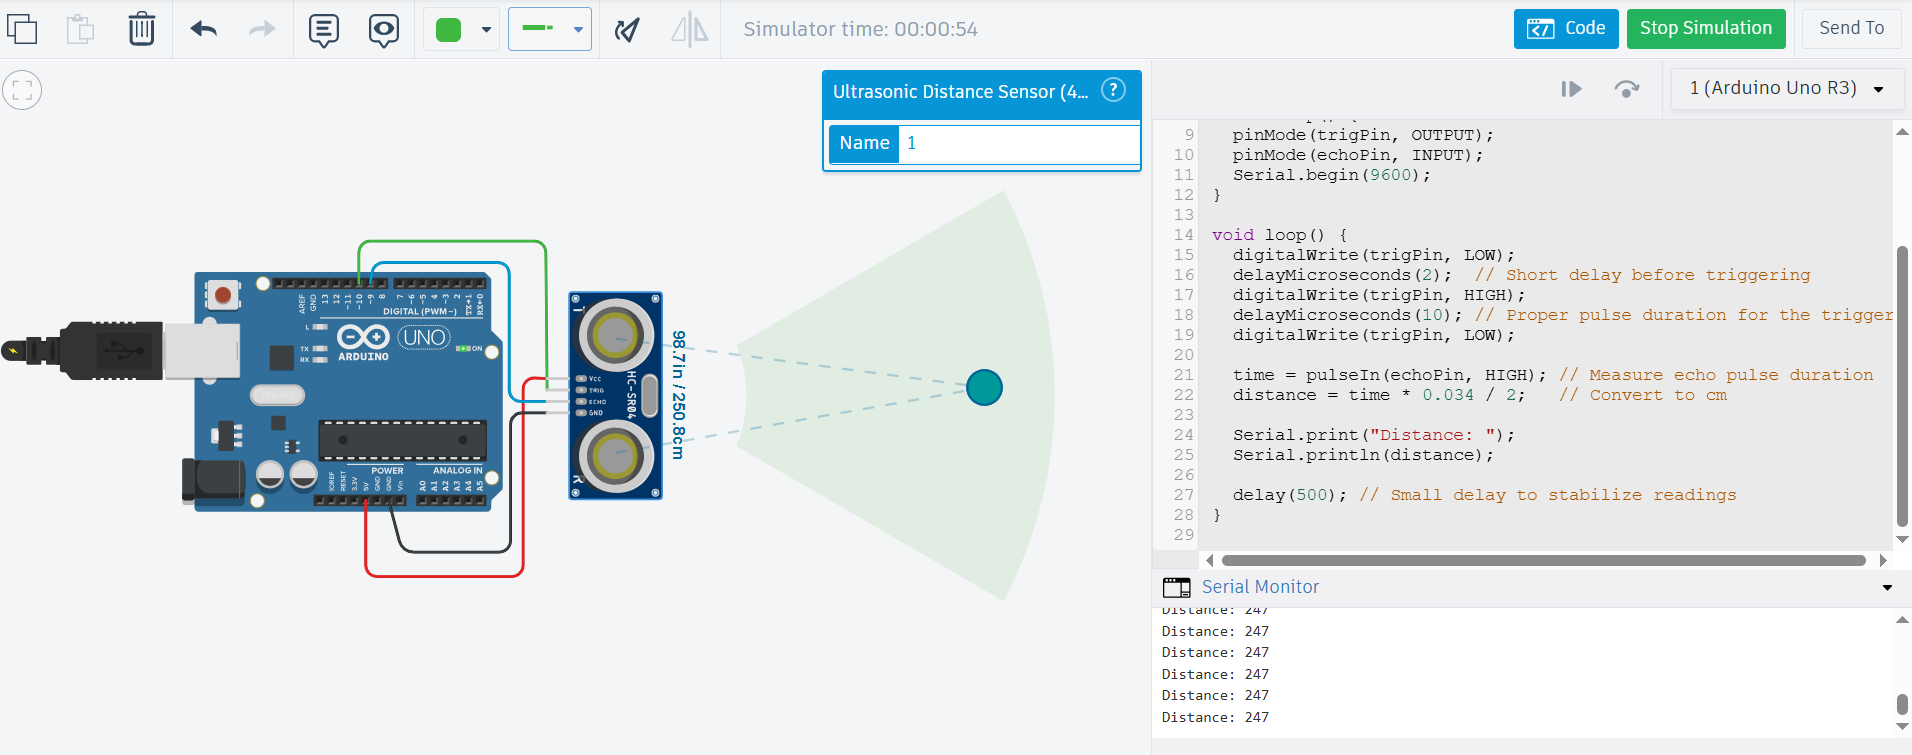 Simulator time: 00:00:54
Code
Stop Simulation
Send To
Ultrasonic Distance Sensor (4...
?
Name 1
1 (Arduino Uno R3)
AREF
GND
13
12
~11
~10
~9
8
7
~6
~5
4
~3
2
TX→1
RX←0
DIGITAL (PWM~)
L
TX
RX
ARDUINO
UNO
ON
POWER
ANALOG IN
IOREF
RESET
3.3V
5V
GND
GND
Vin
A0
A1
A2
A3
A4
A5
T
Vcc
TRIG
ECHO
GND
HC-SR04
R
98.7in / 250.8cm
9 pinMode(trigPin, OUTPUT);
10 pinMode(echoPin, INPUT);
11 Serial.begin(9600);
12 }
13
14 void loop() {
15 digitalWrite(trigPin, LOW);
16 delayMicroseconds(2);  // Short delay before triggering
17 digitalWrite(trigPin, HIGH);
18 delayMicroseconds(10); // Proper pulse duration for the trigger
19 digitalWrite(trigPin, LOW);
20
21 time = pulseIn(echoPin, HIGH); // Measure echo pulse duration
22 distance = time * 0.034 / 2;   // Convert to cm
23
24 Serial.print("Distance: ");
25 Serial.println(distance);
26
27 delay(500); // Small delay to stabilize readings
28 }
29
Serial Monitor
Distance: 247
Distance: 247
Distance: 247
Distance: 247
Distance: 247
Distance: 247